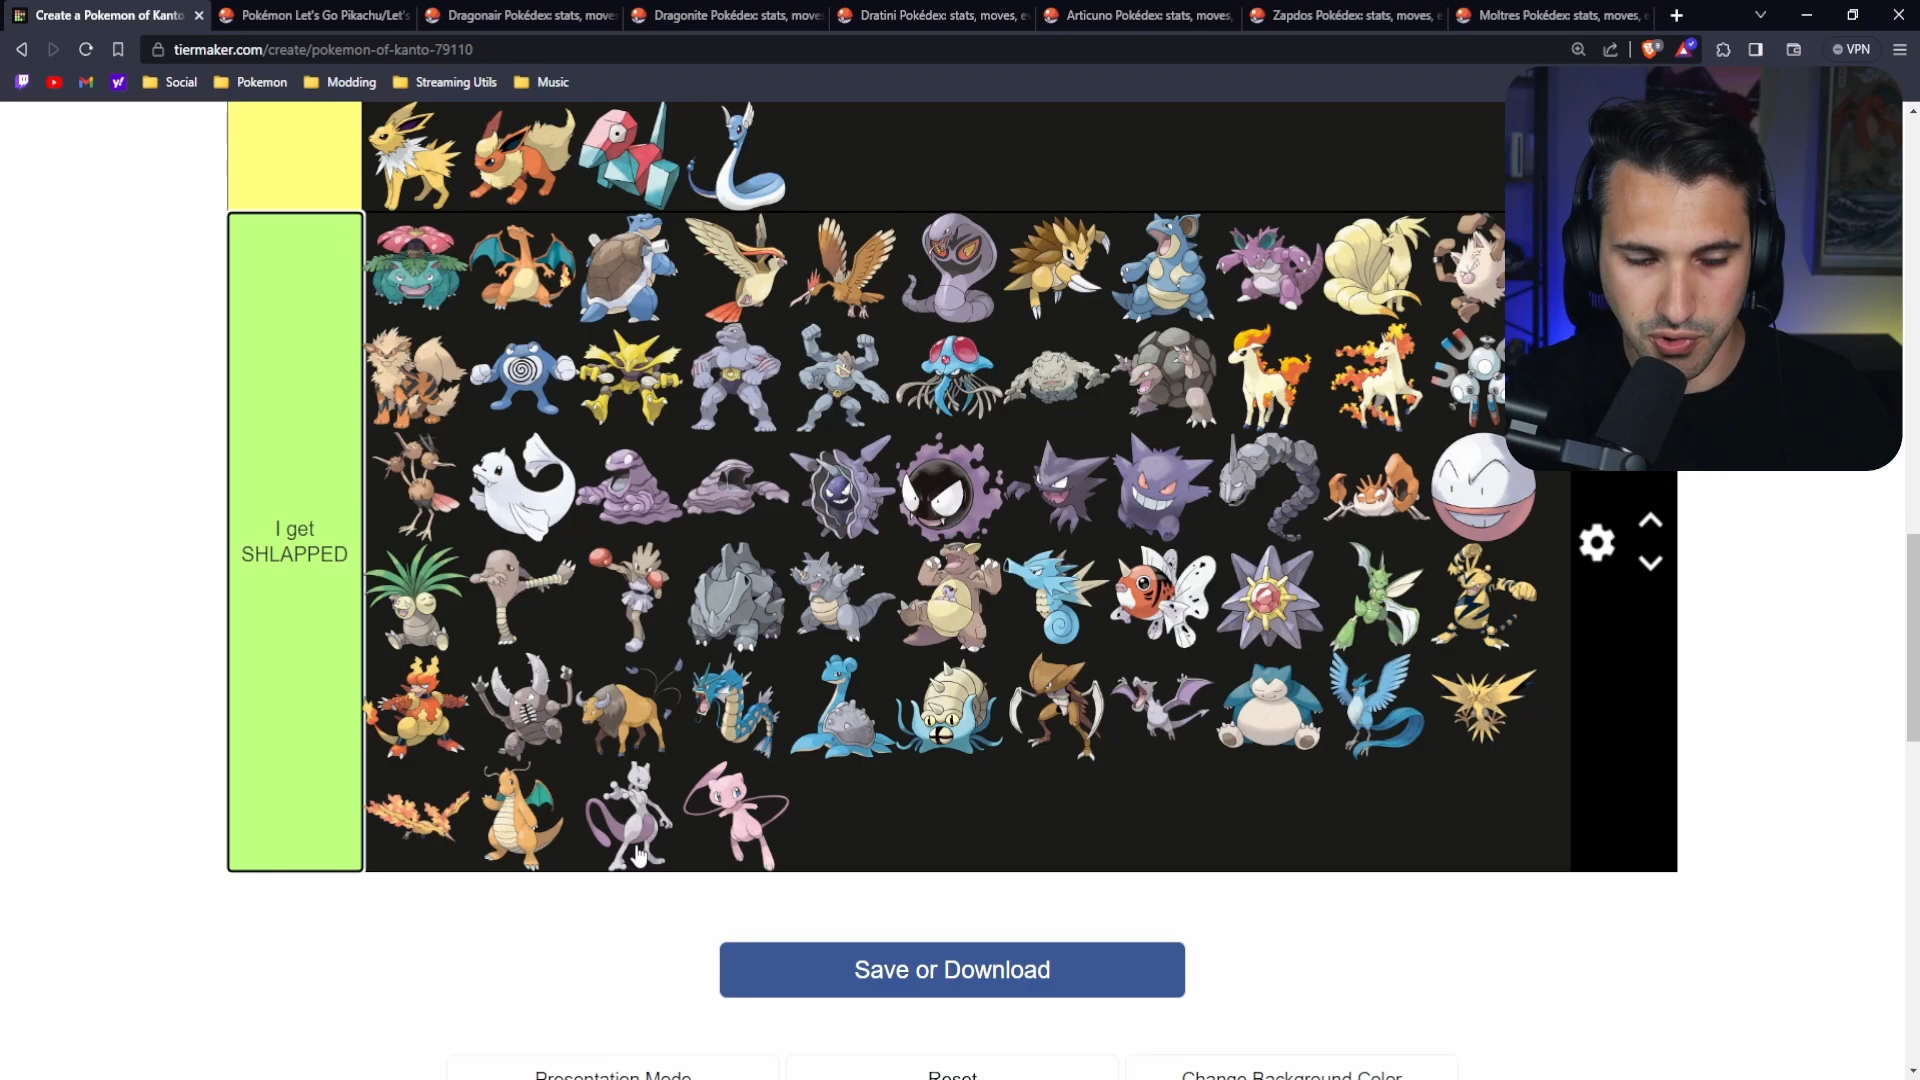 Create a Pokemon of Kanto
Pokémon Let's Go Pikachu/Let's
Dragonair Pokédex: stats, moves
Dragonite Pokédex: stats, moves
Dratini Pokédex: stats, moves, e
Articuno Pokédex: stats, moves,
Zapdos Pokédex: stats, moves, e
Moltres Pokédex: stats, moves, e
tiermaker.com/create/pokemon-of-kanto-79110
VPN
Social
Pokemon
Modding
Streaming Utils
Music
I get
SHLAPPED
Save or Download
Presentation Mode
Reset
Change Background Color